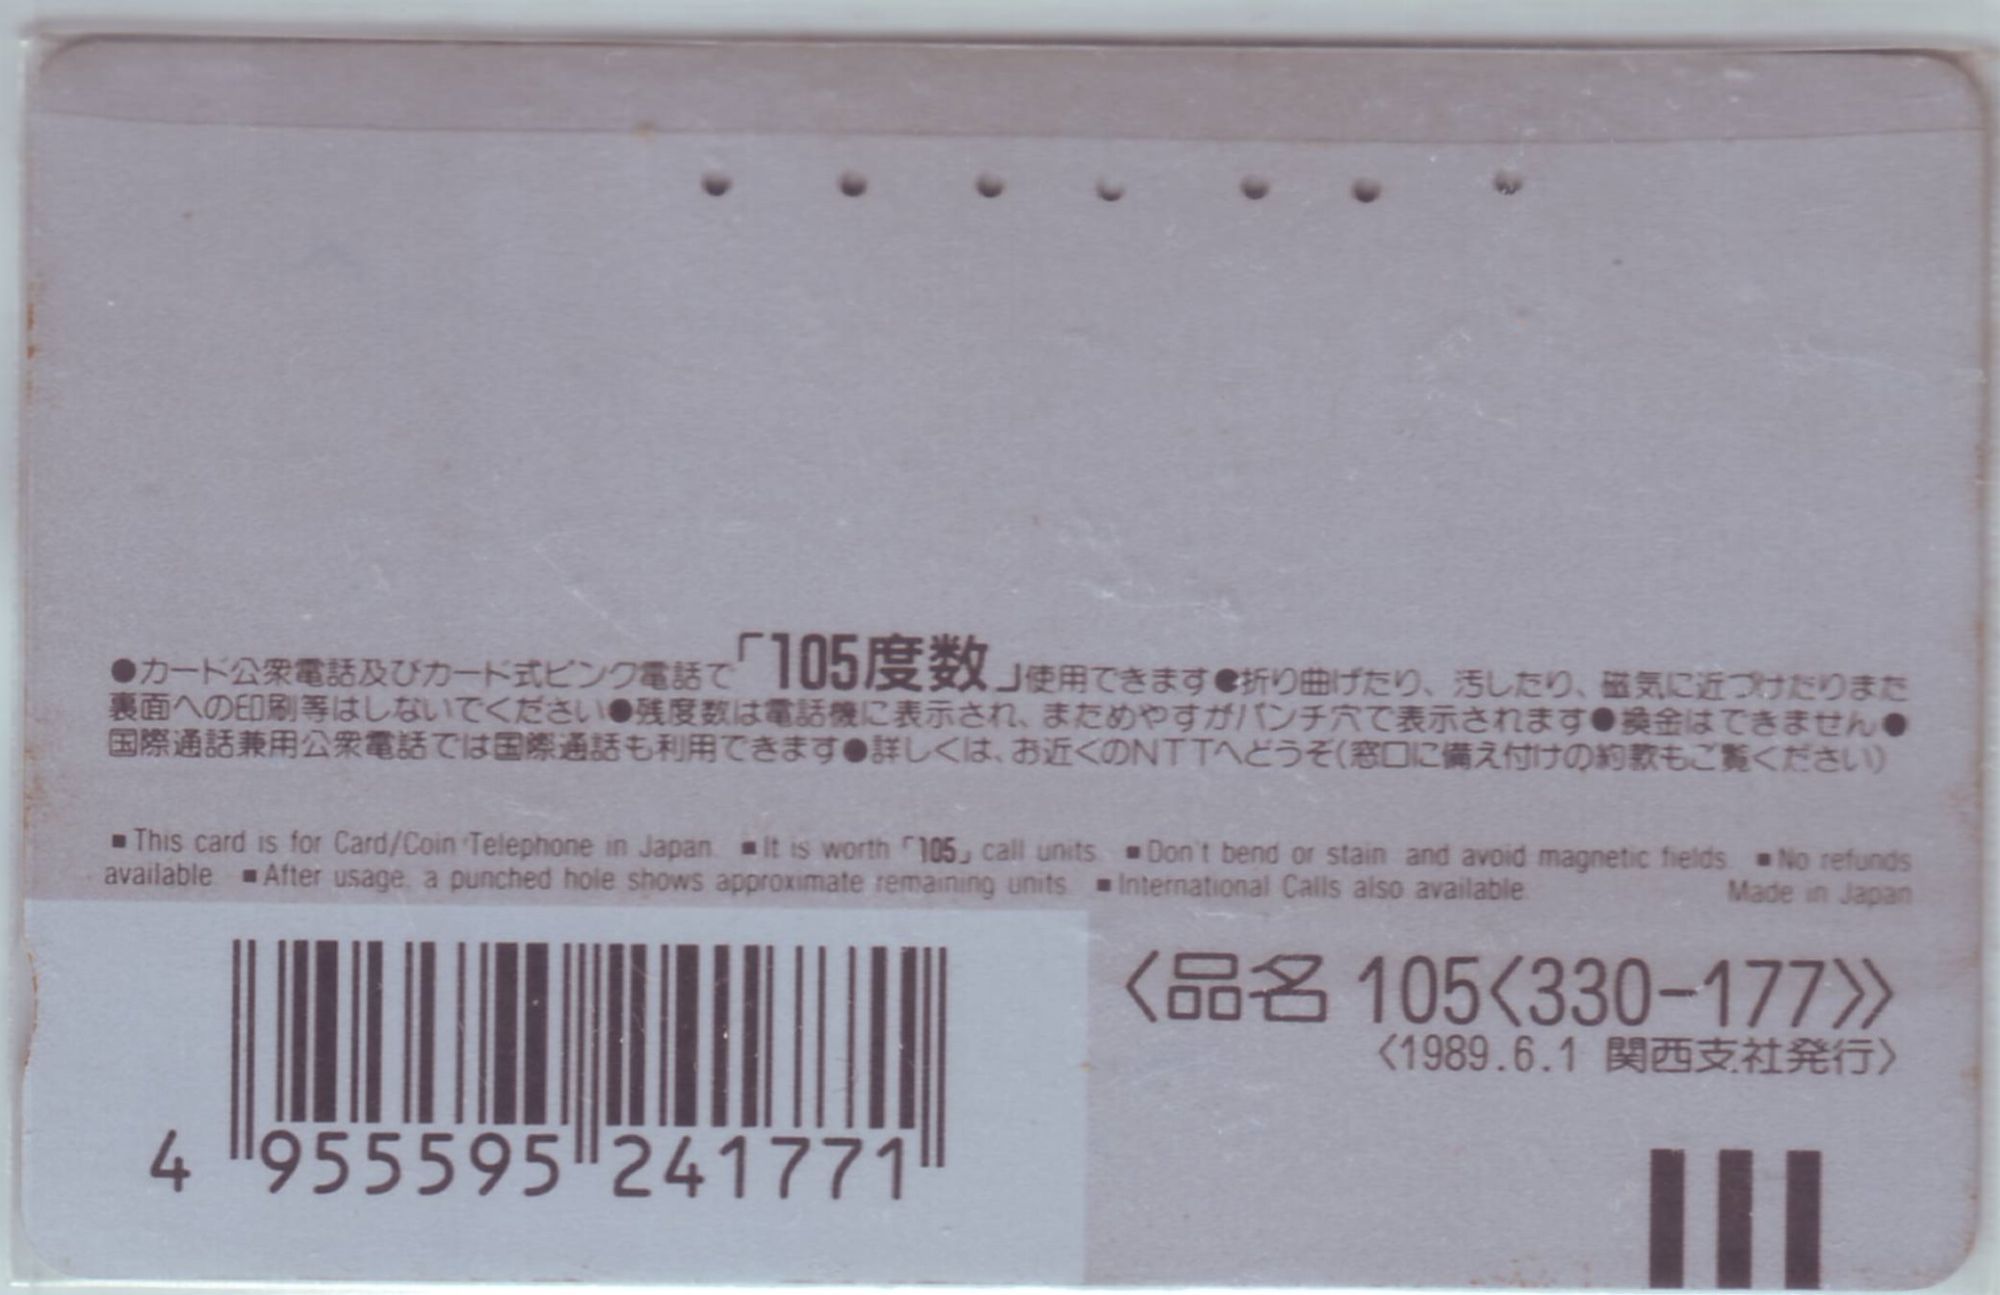 ●カード公衆電話及びカード式ピンク電話で「105度数」使用できます●折り曲げたり、汚したり、磁気に近づけたりまた
裏面への印刷等はしないでください●残度数は電話機に表示され、まためやすがパンチ穴で表示されます●換金はできません●
国際通話兼用公衆電話では国際通話も利用できます●詳しくは、お近くのNTTへどうぞ(窓口に備え付けの約款もご覧ください)
■This card is for Card/Coin Telephone in Japan. ■It is worth「105」call units. ■Don't bend or stain and avoid magnetic fields. ■No refunds
available. ■After usage, a punched hole shows approximate remaining units. ■International Calls also available. Made in Japan
〈品名 105〈330-177〉〉
〈1989.6.1 関西支社発行〉
4 955595 241771